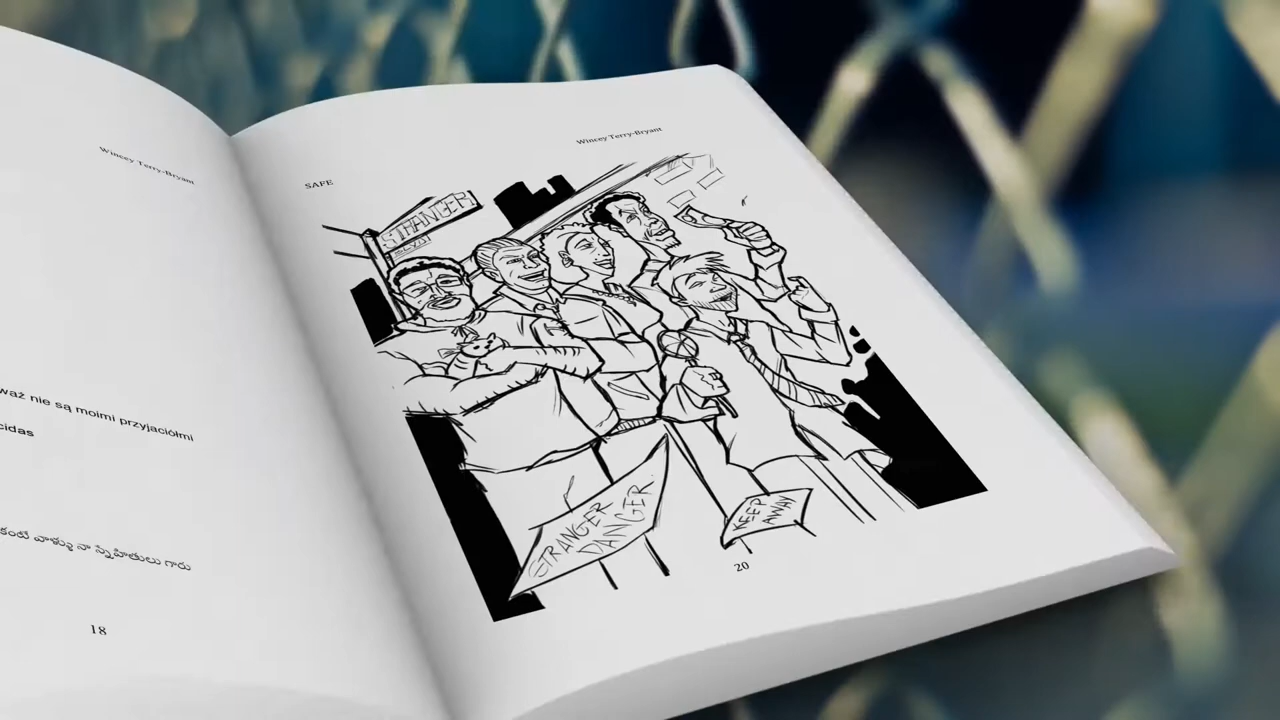 Wincey Terry-Bryant
waż nie są moimi przyjaciółmi
cidas
కంటే వాళ్ళు నా స్నేహితులు గారు
18
SAFE
Wincey Terry-Bryant
STRANGER
BLVD
STRANGER
DANGER
KEEP
AWAY
20